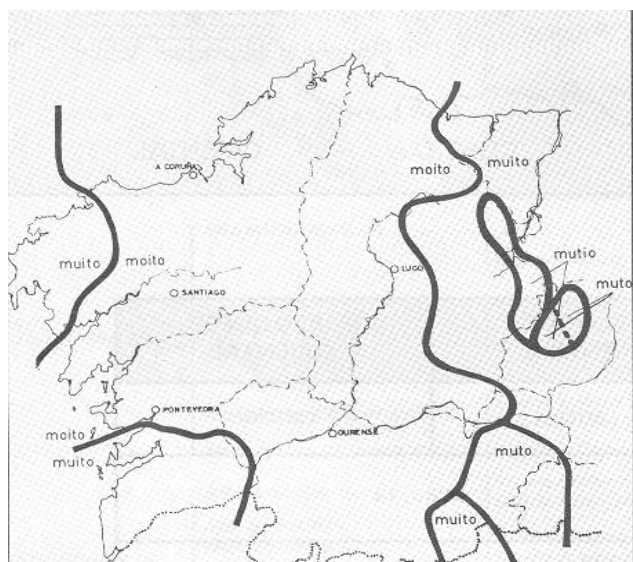 moito
muito
A CORUÑA
muito
moito
mutio
LUGO
muto
SANTIAGO
PONTEVEDRA
moito
OURENSE
muto
muito
muito